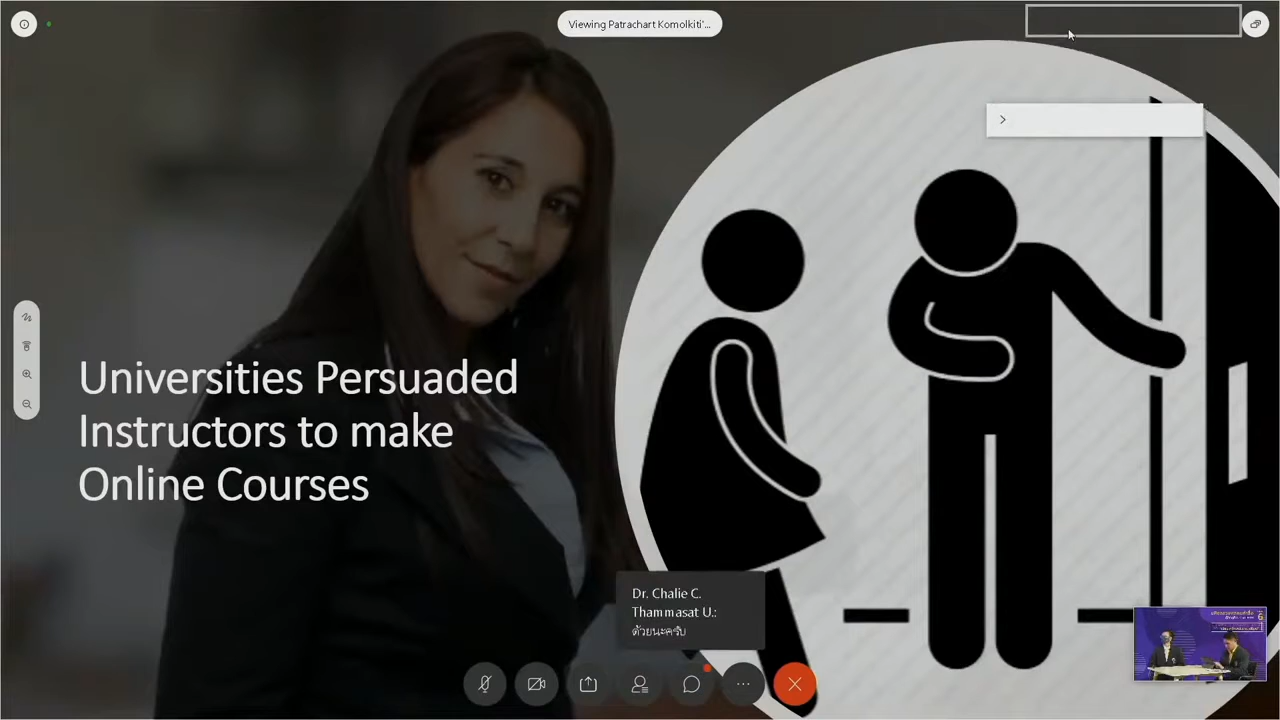 Viewing Patrachart Komolkiti'...
Universities Persuaded
Instructors to make
Online Courses
Dr. Chalie C.
Thammasat U.:
ด้วยนะครับ